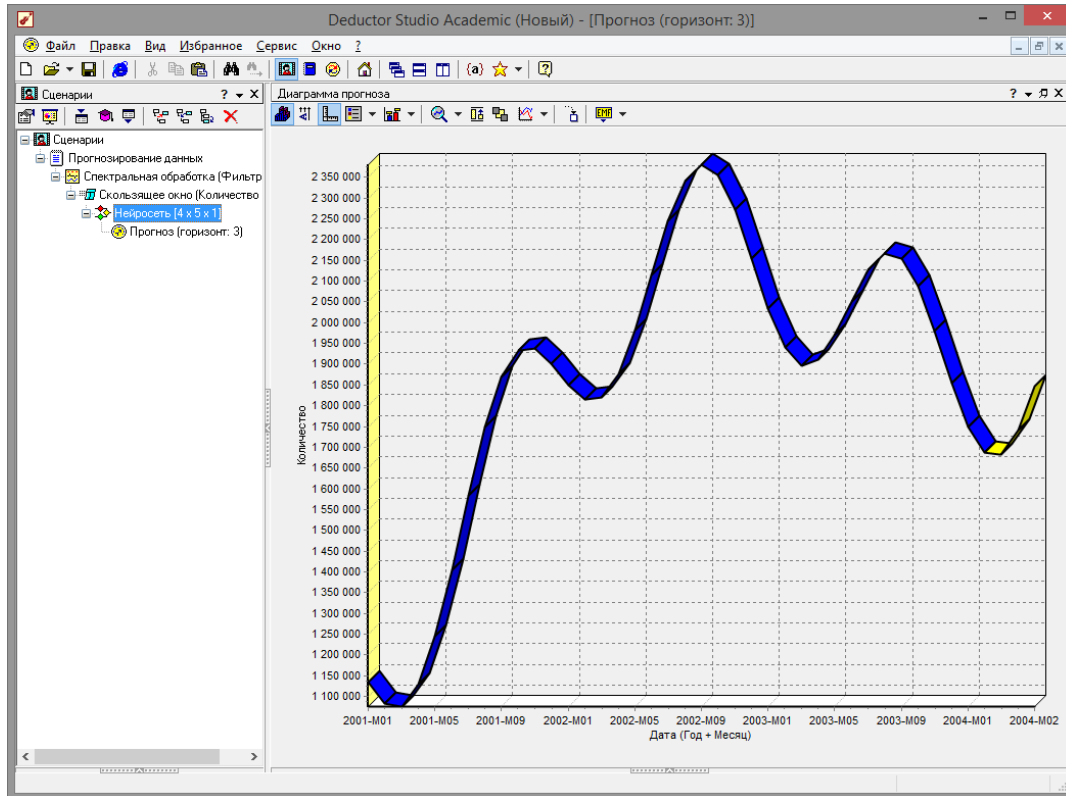 Deductor Studio Academic (Новый) - [Прогноз (горизонт: 3)]
Файл Правка Вид Избранное Сервис Окно ?
Сценарии
Диаграмма прогноза
Сценарии
Прогнозирование данных
Спектральная обработка (Фильтр
Скользящее окно (Количество
Нейросеть [4 x 5 x 1]
Прогноз (горизонт: 3)
EMF
2 350 000
2 300 000
2 250 000
2 200 000
2 150 000
2 100 000
2 050 000
2 000 000
1 950 000
1 900 000
1 850 000
1 800 000
1 750 000
1 700 000
1 650 000
1 600 000
1 550 000
1 500 000
1 450 000
1 400 000
1 350 000
1 300 000
1 250 000
1 200 000
1 150 000
1 100 000
Количество
2001-M01 2001-M05 2001-M09 2002-M01 2002-M05 2002-M09 2003-M01 2003-M05 2003-M09 2004-M01 2004-M02
Дата (Год + Месяц)